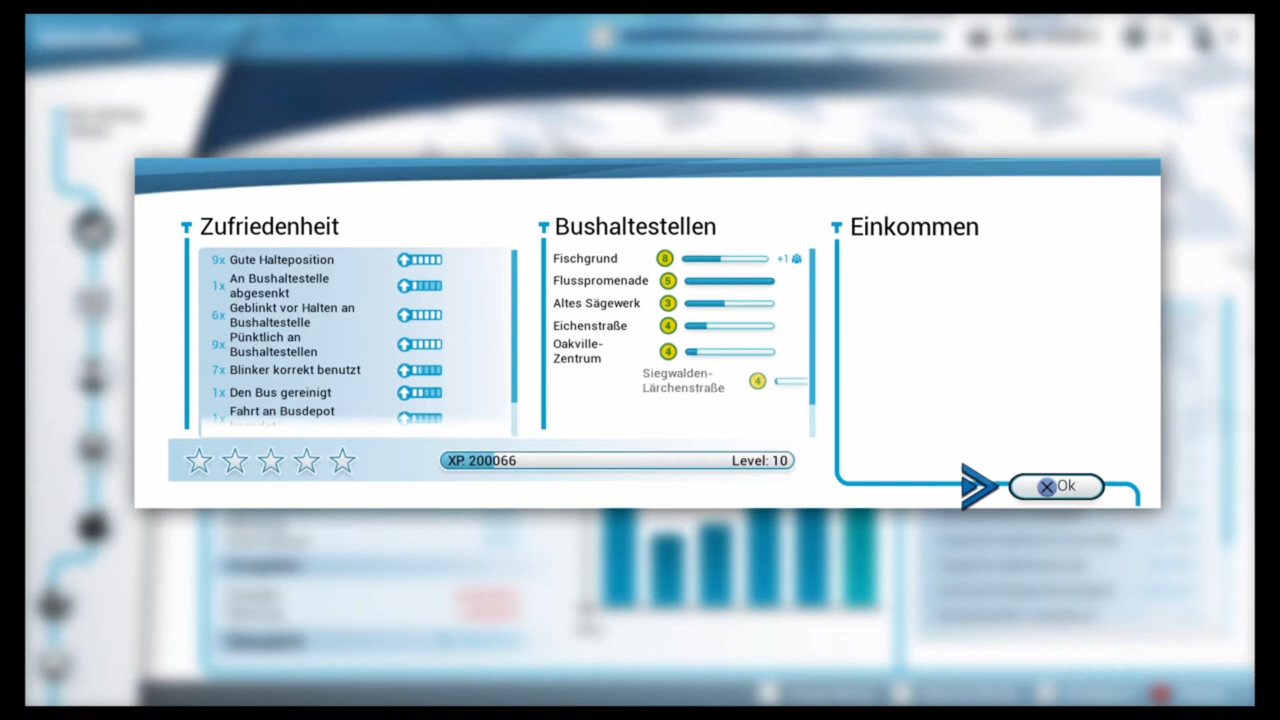 Zufriedenheit
9x Gute Halteposition
1x An Bushaltestelle
abgesenkt
6x Geblinkt vor Halten an
Bushaltestelle
9x Pünktlich an
Bushaltestellen
7x Blinker korrekt benutzt
1x Den Bus gereinigt
1x Fahrt an Busdepot
Bushaltestellen
Fischgrund 8 +1
Flusspromenade 5
Altes Sägewerk 3
Eichenstraße 4
Oakville-
Zentrum 4
Siegwalden-
Lärchenstraße 4
Einkommen
XP: 200066 Level: 10
Ok